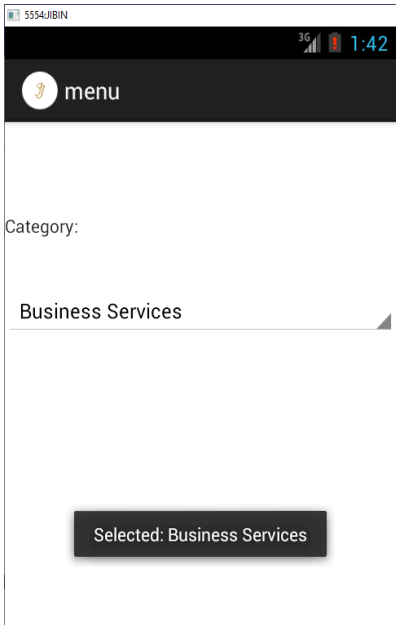 5554:JIBIN
3G 1:42
menu
Category:
Business Services
Selected: Business Services